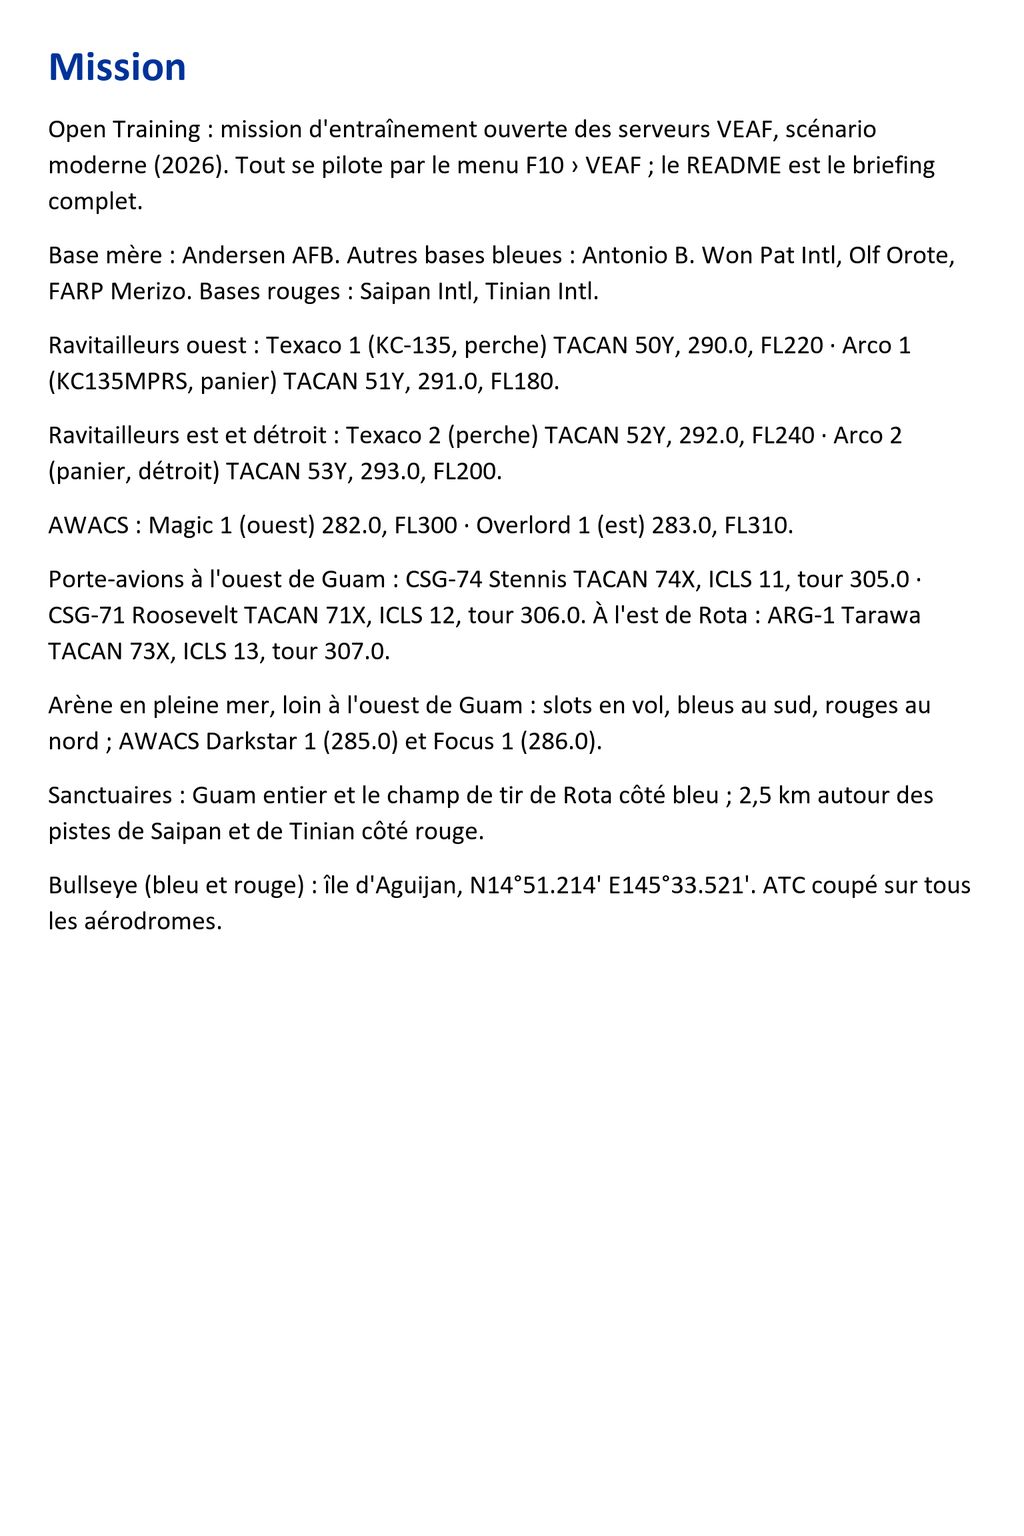 Mission
Open Training : mission d'entraînement ouverte des serveurs VEAF, scénario
moderne (2026). Tout se pilote par le menu F10 › VEAF ; le README est le briefing
complet.
Base mère : Andersen AFB. Autres bases bleues : Antonio B. Won Pat Intl, Olf Orote,
FARP Merizo. Bases rouges : Saipan Intl, Tinian Intl.
Ravitailleurs ouest : Texaco 1 (KC-135, perche) TACAN 50Y, 290.0, FL220 · Arco 1
(KC135MPRS, panier) TACAN 51Y, 291.0, FL180.
Ravitailleurs est et détroit : Texaco 2 (perche) TACAN 52Y, 292.0, FL240 · Arco 2
(panier, détroit) TACAN 53Y, 293.0, FL200.
AWACS : Magic 1 (ouest) 282.0, FL300 · Overlord 1 (est) 283.0, FL310.
Porte-avions à l'ouest de Guam : CSG-74 Stennis TACAN 74X, ICLS 11, tour 305.0 ·
CSG-71 Roosevelt TACAN 71X, ICLS 12, tour 306.0. À l'est de Rota : ARG-1 Tarawa
TACAN 73X, ICLS 13, tour 307.0.
Arène en pleine mer, loin à l'ouest de Guam : slots en vol, bleus au sud, rouges au
nord ; AWACS Darkstar 1 (285.0) et Focus 1 (286.0).
Sanctuaires : Guam entier et le champ de tir de Rota côté bleu ; 2,5 km autour des
pistes de Saipan et de Tinian côté rouge.
Bullseye (bleu et rouge) : île d'Aguijan, N14°51.214' E145°33.521'. ATC coupé sur tous
les aérodromes.